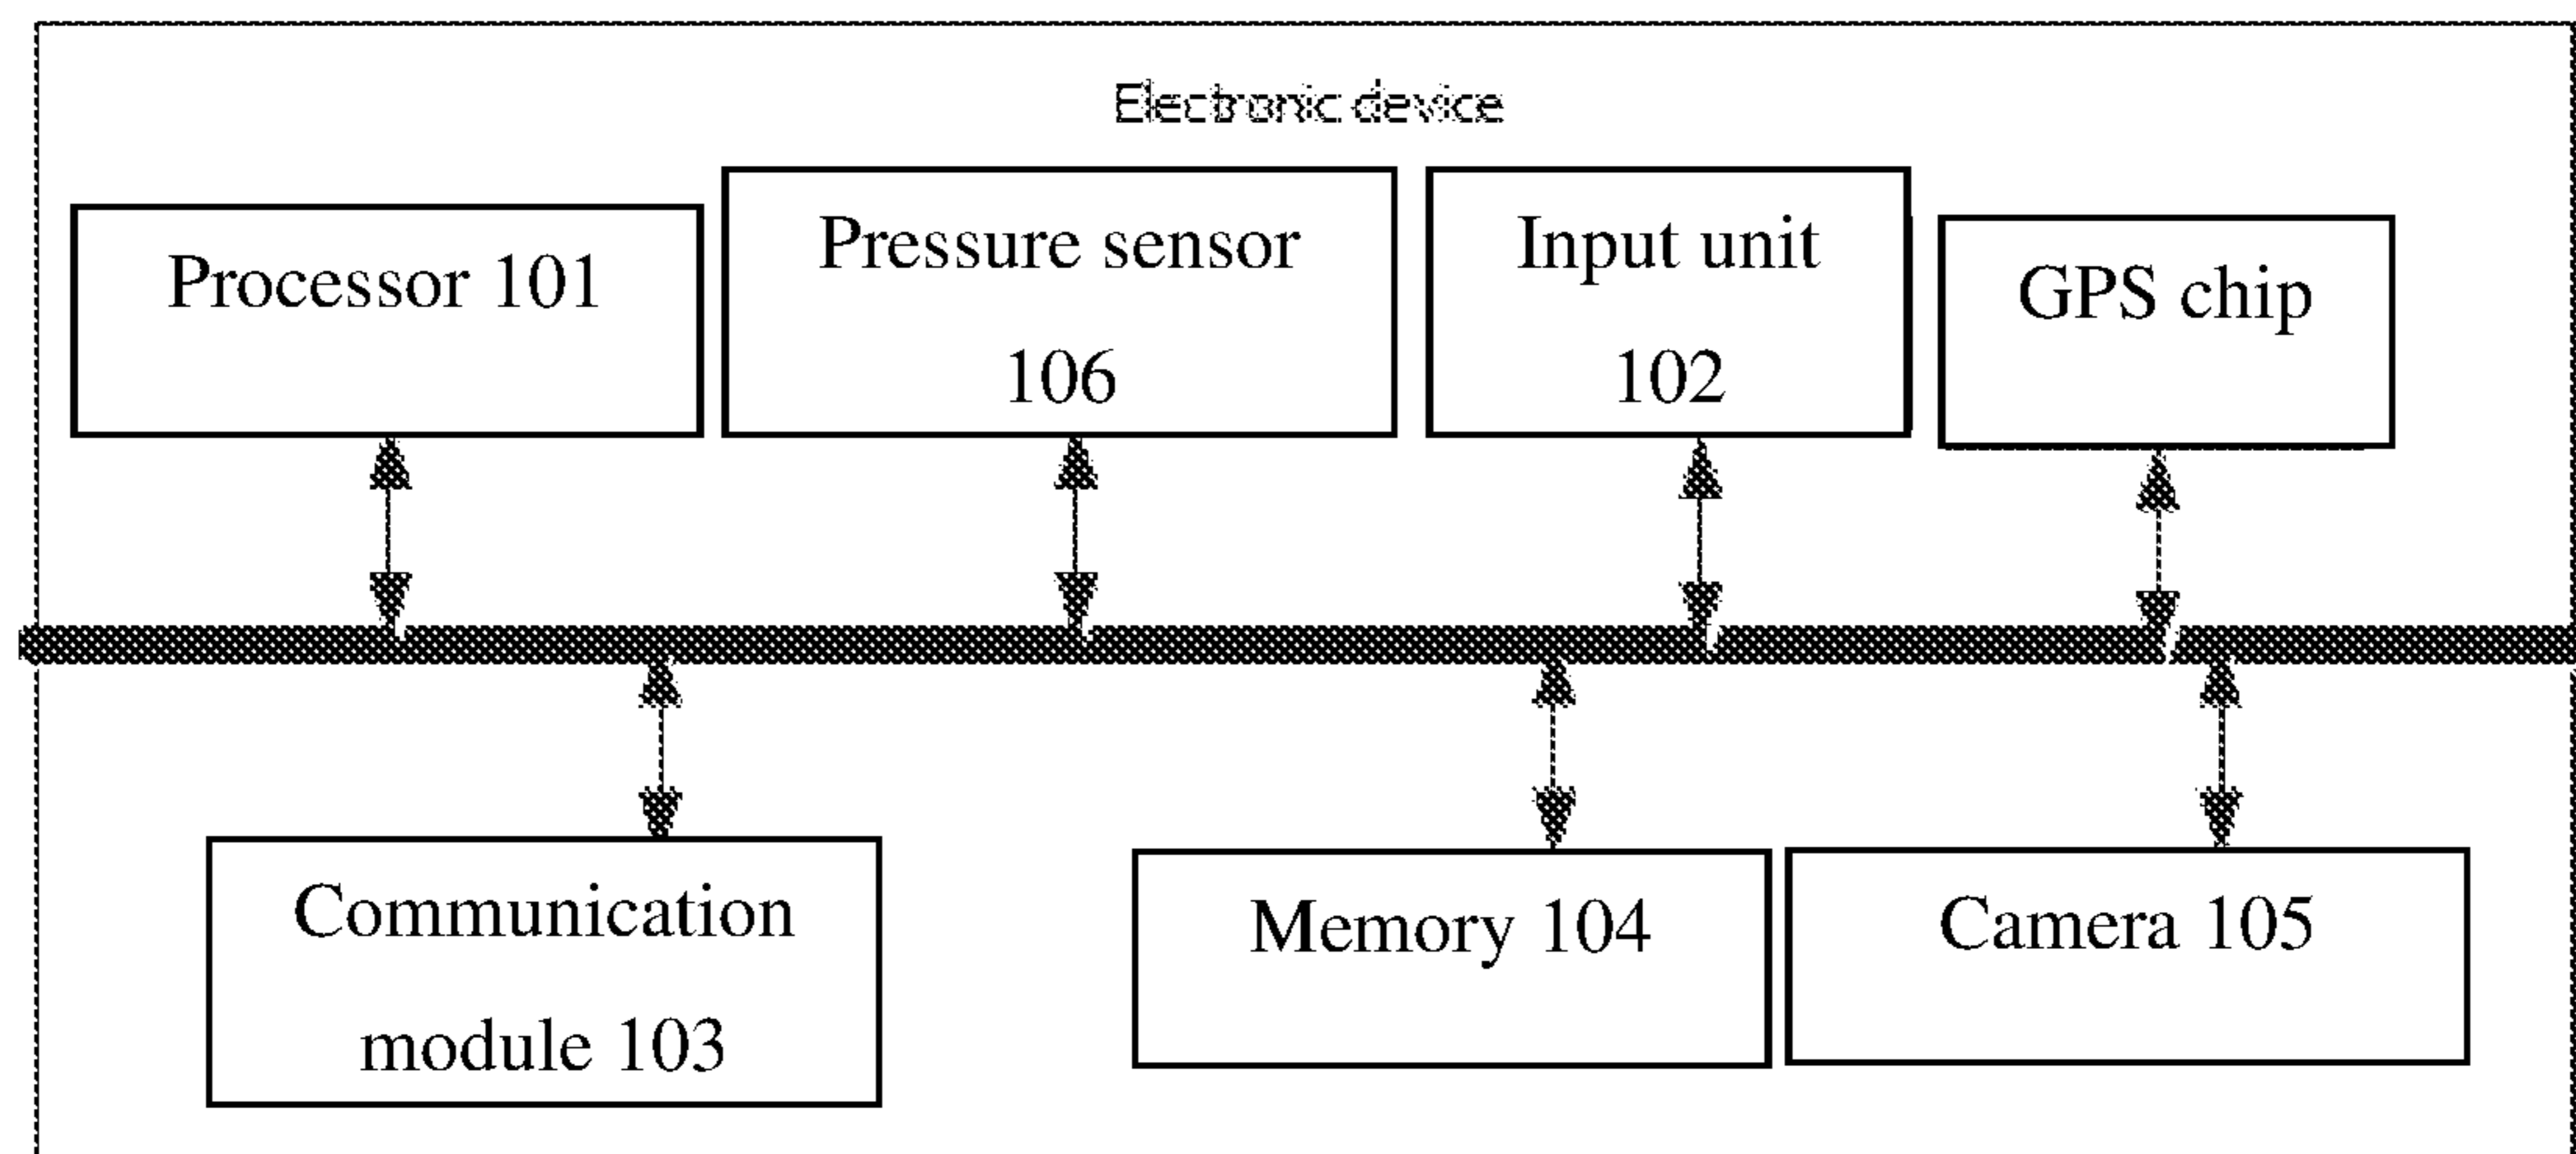 Electronic device
Processor 101
Pressure sensor
106
Input unit
102
GPS chip
Communication
module 103
Memory 104
Camera 105